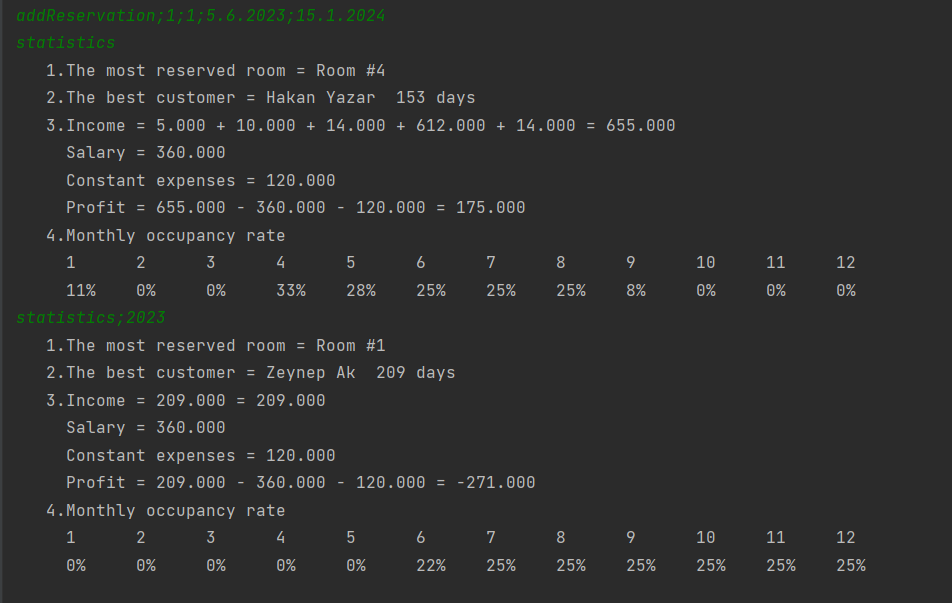 addReservation;1;1;5.6.2023;15.1.2024
statistics
1.The most reserved room = Room #4
2.The best customer = Hakan Yazar  153 days
3.Income = 5.000 + 10.000 + 14.000 + 612.000 + 14.000 = 655.000
Salary = 360.000
Constant expenses = 120.000
Profit = 655.000 - 360.000 - 120.000 = 175.000
4.Monthly occupancy rate
1 2 3 4 5 6 7 8 9 10 11 12
11% 0% 0% 33% 28% 25% 25% 25% 8% 0% 0% 0%
statistics;2023
1.The most reserved room = Room #1
2.The best customer = Zeynep Ak  209 days
3.Income = 209.000 = 209.000
Salary = 360.000
Constant expenses = 120.000
Profit = 209.000 - 360.000 - 120.000 = -271.000
4.Monthly occupancy rate
1 2 3 4 5 6 7 8 9 10 11 12
0% 0% 0% 0% 0% 22% 25% 25% 25% 25% 25% 25%